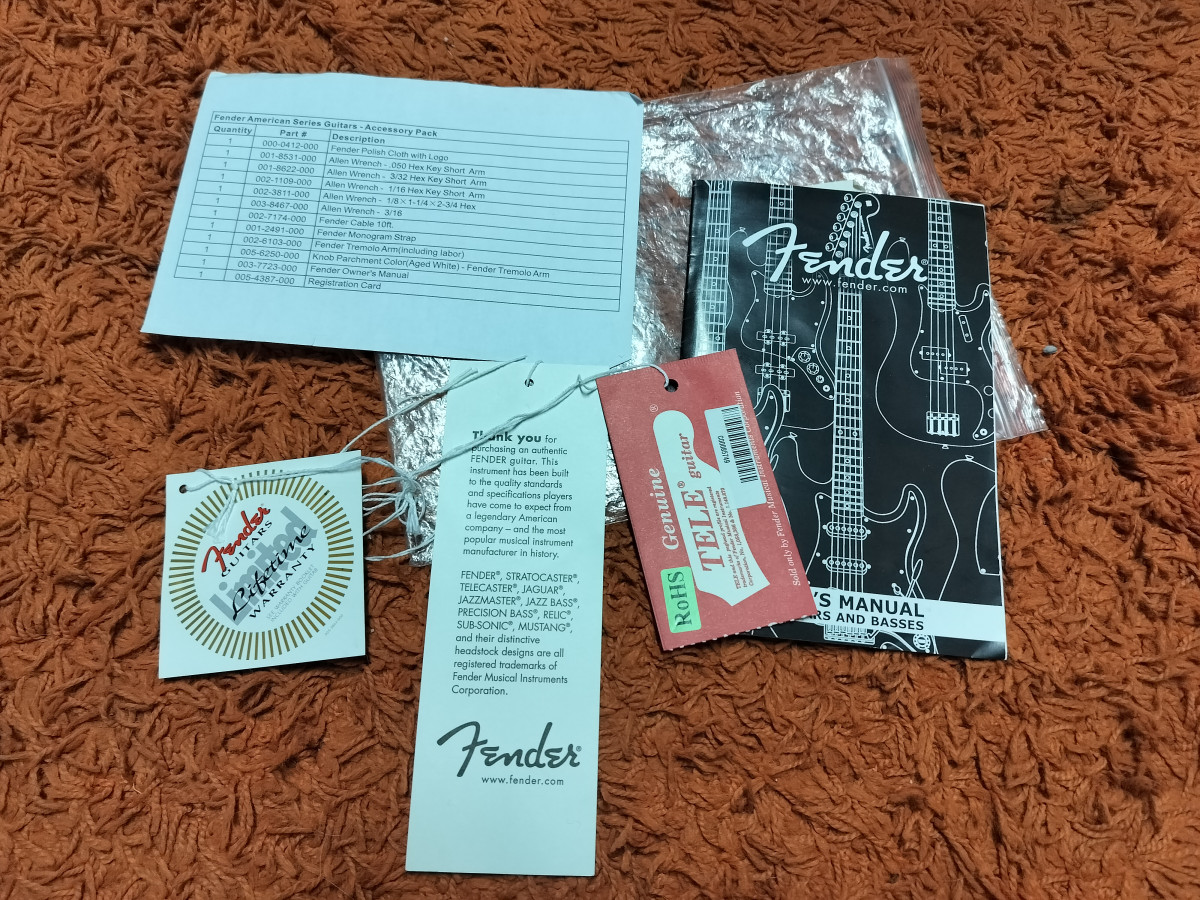 Fender American Series Guitars - Accessory Pack
Quantity Part # Description
1 000-0412-000 Fender Polish Cloth with Logo
1 001-8531-000 Allen Wrench - .050 Hex Key Short Arm
1 001-8622-000 Allen Wrench - 3/32 Hex Key Short Arm
1 002-1109-000 Allen Wrench - 1/16 Hex Key Short Arm
1 002-3811-000 Allen Wrench - 1/8×1-1/4×2-3/4 Hex
1 003-8467-000 Allen Wrench - 3/16
1 002-7174-000 Fender Cable 10ft.
1 001-2491-000 Fender Monogram Strap
1 002-6103-000 Fender Tremolo Arm(including labor)
1 005-6250-000 Knob Parchment Color(Aged White) - Fender Tremolo Arm
1 003-7723-000 Fender Owner's Manual
1 005-4387-000 Registration Card
Fender®
www.fender.com
'S MANUAL
RS AND BASSES
Fender
GUITARS
limited
Lifetime
WARRANTY
Thank you for
purchasing an authentic
FENDER guitar. This
instrument has been built
to the quality standards
and specifications players
have come to expect from
a legendary American
company – and the most
popular musical instrument
manufacturer in history.
FENDER®, STRATOCASTER®,
TELECASTER®, JAGUAR®,
JAZZMASTER®, JAZZ BASS®,
PRECISION BASS®, RELIC®,
SUB-SONIC®, MUSTANG®,
and their distinctive
headstock designs are all
registered trademarks of
Fender Musical Instruments
Corporation.
Fender®
www.fender.com
Genuine
TELE® guitar
®
RoHS
Sold only by Fender Musical Instruments Corporation